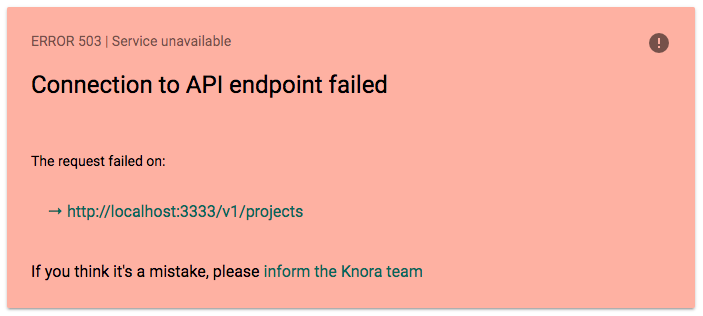 ERROR 503 | Service unavailable
!
Connection to API endpoint failed
The request failed on:
→ http://localhost:3333/v1/projects
If you think it's a mistake, please inform the Knora team